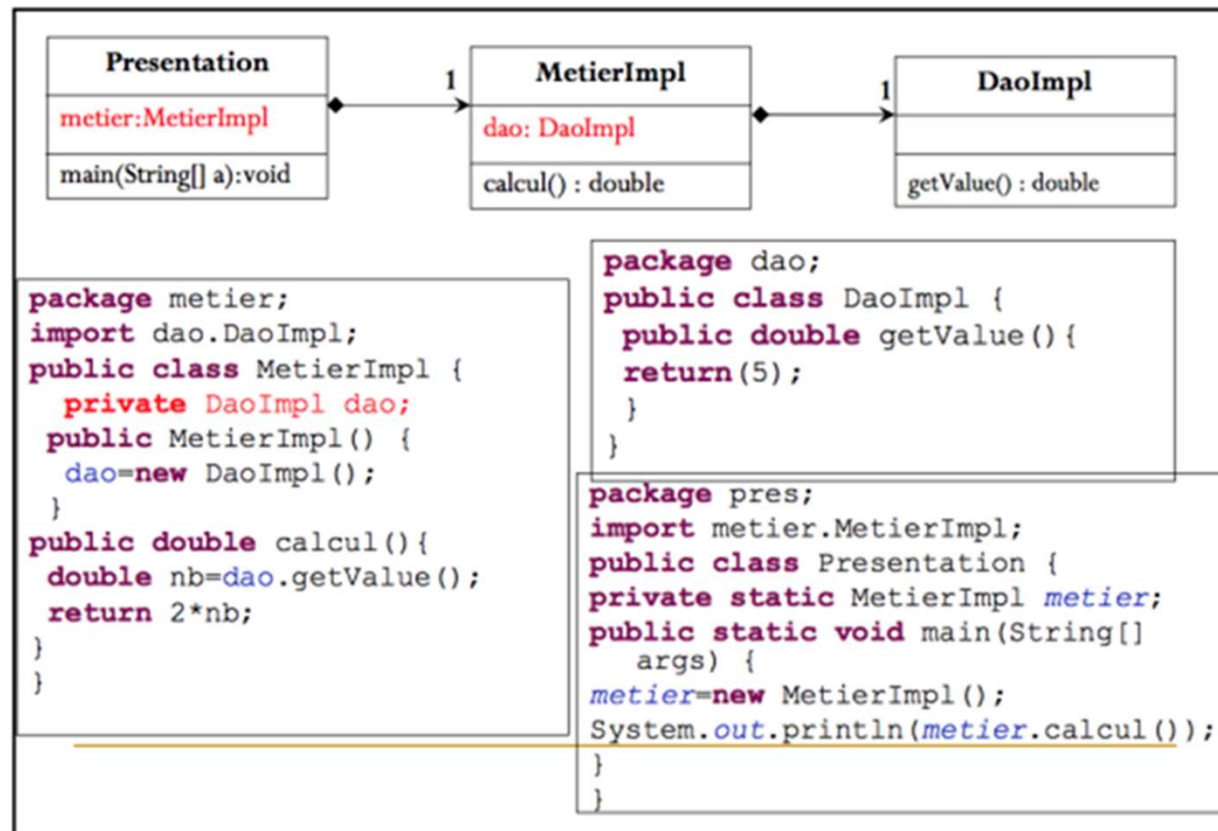 Presentation
metier:MetierImpl
main(String[] a):void
1
MetierImpl
dao: DaoImpl
calcul() : double
1
DaoImpl
getValue() : double
package metier;
import dao.DaoImpl;
public class MetierImpl {
private DaoImpl dao;
public MetierImpl() {
dao=new DaoImpl();
}
public double calcul(){
double nb=dao.getValue();
return 2*nb;
}
}
package dao;
public class DaoImpl {
public double getValue(){
return(5);
}
}
package pres;
import metier.MetierImpl;
public class Presentation {
private static MetierImpl metier;
public static void main(String[]
args) {
metier=new MetierImpl();
System.out.println(metier.calcul());
}
}